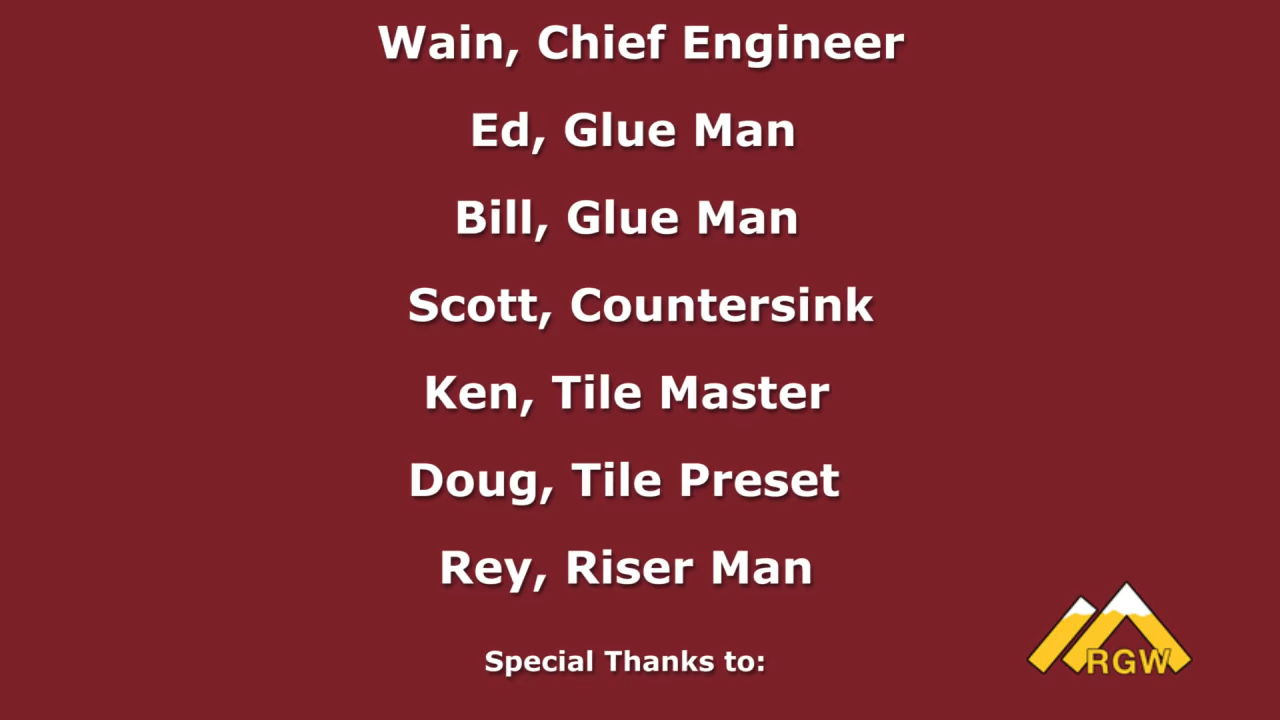 Wain, Chief Engineer
Ed, Glue Man
Bill, Glue Man
Scott, Countersink
Ken, Tile Master
Doug, Tile Preset
Rey, Riser Man
Special Thanks to:
RGW